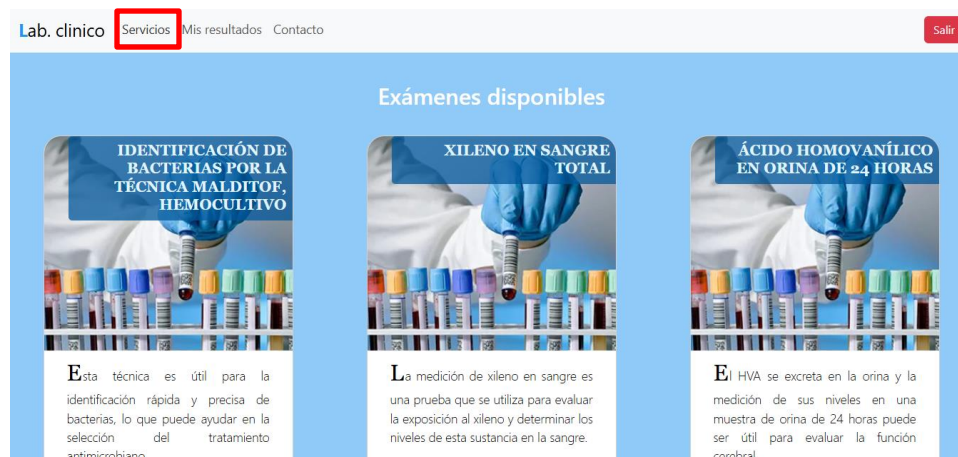 Lab. clinico Servicios Mis resultados Contacto Salir
Exámenes disponibles
IDENTIFICACIÓN DE
BACTERIAS POR LA
TÉCNICA MALDITOF,
HEMOCULTIVO
Esta técnica es útil para la
identificación rápida y precisa de
bacterias, lo que puede ayudar en la
selección del tratamiento
antimicrobiano
XILENO EN SANGRE
TOTAL
La medición de xileno en sangre es
una prueba que se utiliza para evaluar
la exposición al xileno y determinar los
niveles de esta sustancia en la sangre.
ÁCIDO HOMOVANÍLICO
EN ORINA DE 24 HORAS
El HVA se excreta en la orina y la
medición de sus niveles en una
muestra de orina de 24 horas puede
ser útil para evaluar la función
cerebral